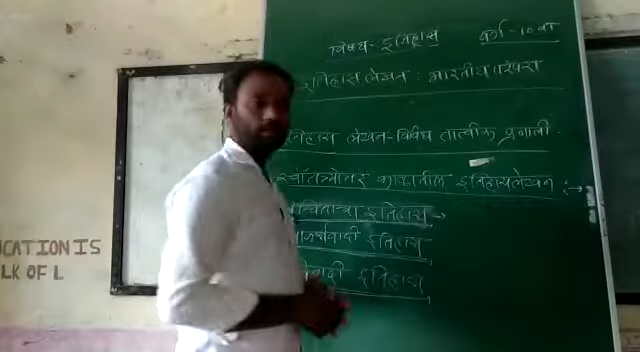 विषय - इतिहास वर्ग - १० वा
इतिहास लेखन : भारतीय परंपरा
लेखन - विविध तात्वीक प्रणाली.
स्वातंत्र्योत्तर काळातील इतिहासलेखन :→
इतिहास →
इतिहास
इतिहास
UCATION IS
LK OF L